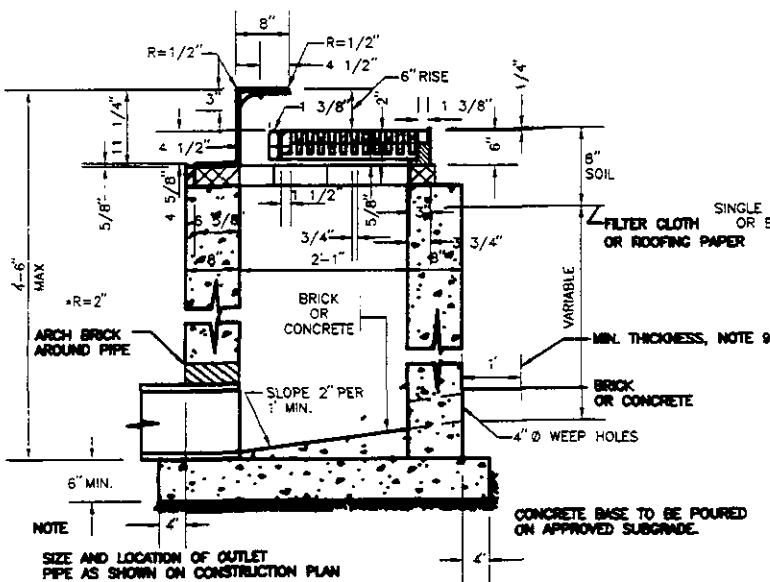 8"
R=1/2"
R=1/2"
4 1/2"
6" RISE
1/4"
3"
1 3/8"
2"
1 3/8"
11 1/4"
4 1/2"
6"
8"
SOIL
5/8"
4 5/8"
6 5/8"
1 1/2"
5/8"
3"
FILTER CLOTH
OR ROOFING PAPER
SINGLE
3/4"
3 3/4"
8"
2'-1"
8"
4'-6"
MAX
VARIABLE
*R=2"
BRICK
OR
CONCRETE
ARCH BRICK
AROUND PIPE
MIN. THICKNESS, NOTE 9
1'
SLOPE 2" PER
1' MIN.
BRICK
OR CONCRETE
4" Ø WEEP HOLES
6" MIN.
NOTE
4"
CONCRETE BASE TO BE POURED
ON APPROVED SUBGRADE.
SIZE AND LOCATION OF OUTLET
PIPE AS SHOWN ON CONSTRUCTION PLAN
4"